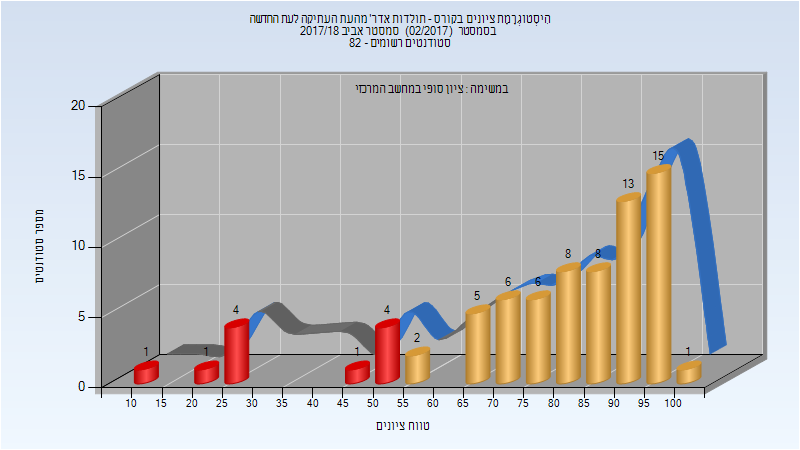 הִיסְטוֹגְרָמַת ציונים בקורס - תולדות אדר' מהעת העתיקה לעת החדשה
בסמסטר (02/2017) סמסטר אביב 2017/18
סטודנטים רשומים - 82
במשימה : ציון סופי במחשב המרכזי
מספר סטודנטים
20
15
10
5
0
1
1
4
1
4
2
5
6
6
8
8
13
15
1
10 15 20 25 30 35 40 45 50 55 60 65 70 75 80 85 90 95 100
טווח ציונים